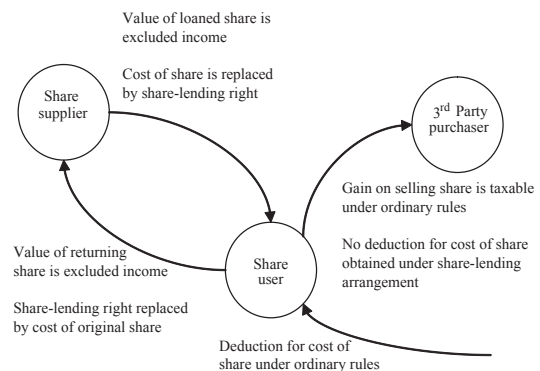 Value of loaned share is
excluded income
Cost of share is replaced
by share-lending right
Share
supplier
3rd Party
purchaser
Gain on selling share is taxable
under ordinary rules
No deduction for cost of share
obtained under share-lending
arrangement
Value of returning
share is excluded income
Share-lending right replaced
by cost of original share
Share
user
Deduction for cost of
share under ordinary rules